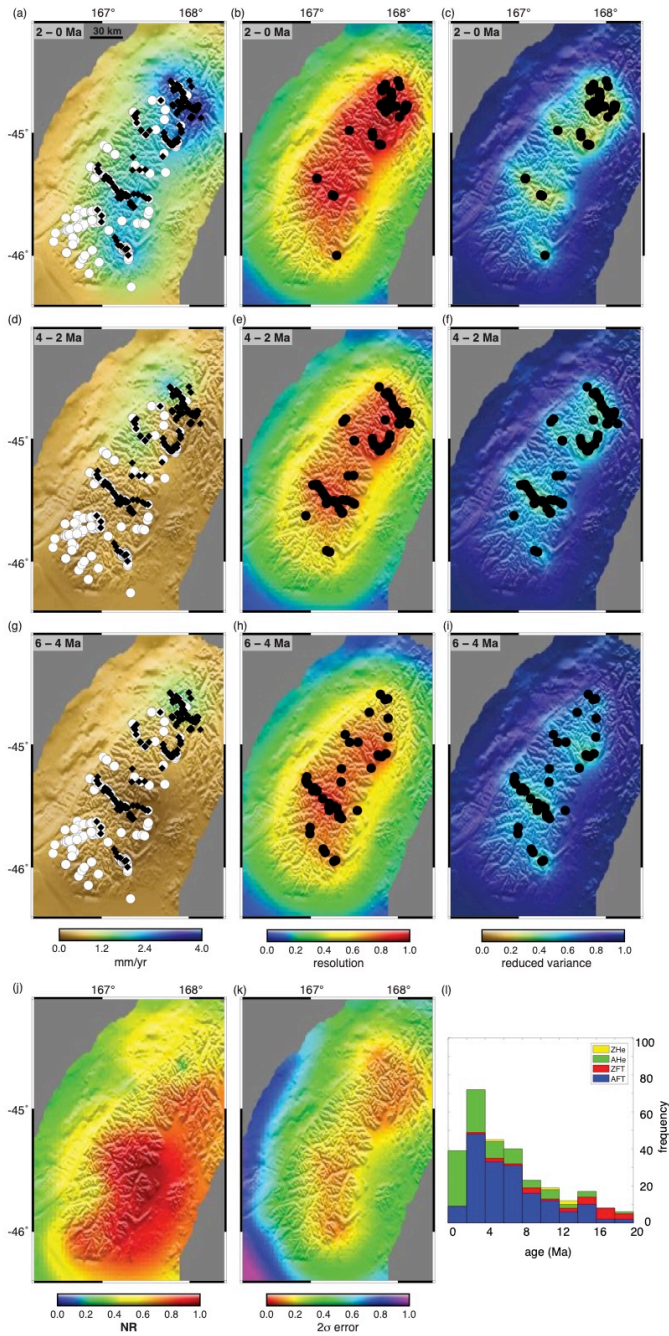 167° 168° 167° 168° 167° 168°
(a) (b) (c)
2 – 0 Ma 30 km 2 – 0 Ma 2 – 0 Ma
-45°
-46°
(d) (e) (f)
4 – 2 Ma 4 – 2 Ma 4 – 2 Ma
-45°
-46°
(g) (h) (i)
6 – 4 Ma 6 – 4 Ma 6 – 4 Ma
-45°
-46°
0.0 1.2 2.4 4.0 0.0 0.2 0.4 0.6 0.8 1.0 0.0 0.2 0.4 0.6 0.8 1.0
mm/yr resolution reduced variance
(j) 167° 168° (k) 167° 168° (l)
100
ZHe
AHe
ZFT
AFT
80
-45°
60
frequency
40
20
-46°
0
0 4 8 12 16 20
age (Ma)
0.0 0.2 0.4 0.6 0.8 1.0 0.0 0.2 0.4 0.6 0.8 1.0
NR 2σ error